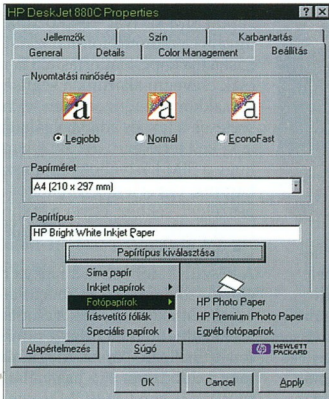 HP DeskJet 880C Properties
Jellemzők Szín Karbantartás
General Details Color Management Beállítás
Nyomtatási minőség
a a a
Legjobb Normál EconoFast
Papírméret
A4 (210 x 297 mm)
Papírtípus
HP Bright White Inkjet Paper
Papírtípus kiválasztása
Sima papír
Inkjet papírok
Fotópapírok HP Photo Paper
Írásvetítő fóliák HP Premium Photo Paper
Speciális papírok Egyéb fotópapírok
Alapértelmezés Súgó hp HEWLETT
PACKARD
OK Cancel Apply